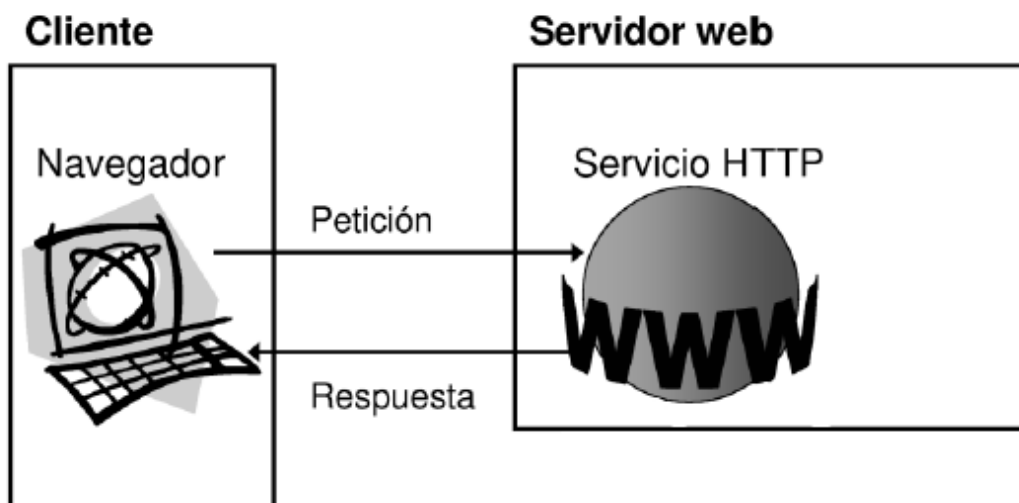 Cliente
Servidor web
Navegador
Servicio HTTP
Petición
WWW
Respuesta